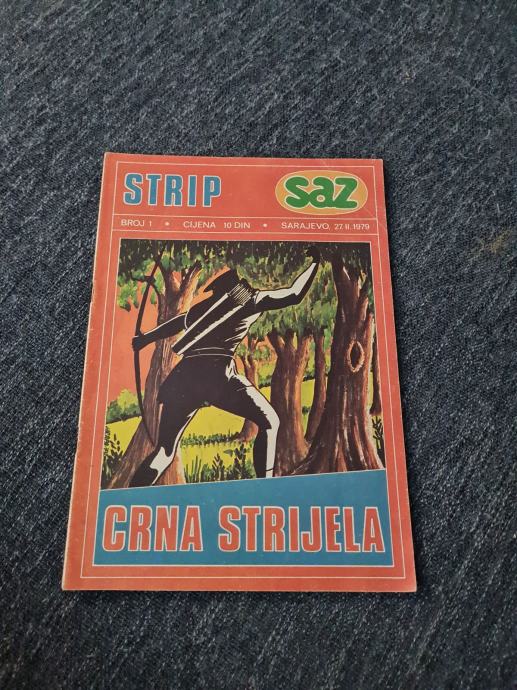 STRIP saz
BROJ 1 • CIJENA 10 DIN • SARAJEVO, 27. II. 1979
CRNA STRIJELA